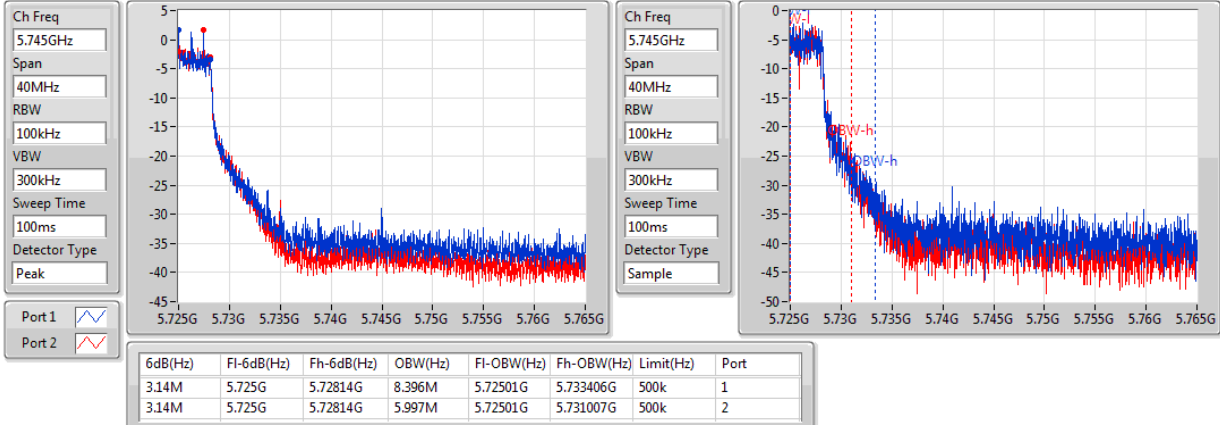 Ch Freq
5.745GHz
Span
40MHz
RBW
100kHz
VBW
300kHz
Sweep Time
100ms
Detector Type
Peak
Port 1
Port 2
5
0
-5
-10
-15
-20
-25
-30
-35
-40
-45
5.725G 5.73G 5.735G 5.74G 5.745G 5.75G 5.755G 5.76G 5.765G
Ch Freq
5.745GHz
Span
40MHz
RBW
100kHz
VBW
300kHz
Sweep Time
100ms
Detector Type
Sample
0
-5
-10
-15
-20
-25
-30
-35
-40
-45
-50
OBW-h
OBW-h
5.725G 5.73G 5.735G 5.74G 5.745G 5.75G 5.755G 5.76G 5.765G
6dB(Hz) Fl-6dB(Hz) Fh-6dB(Hz) OBW(Hz) Fl-OBW(Hz) Fh-OBW(Hz) Limit(Hz) Port
3.14M 5.725G 5.72814G 8.396M 5.72501G 5.733406G 500k 1
3.14M 5.725G 5.72814G 5.997M 5.72501G 5.731007G 500k 2